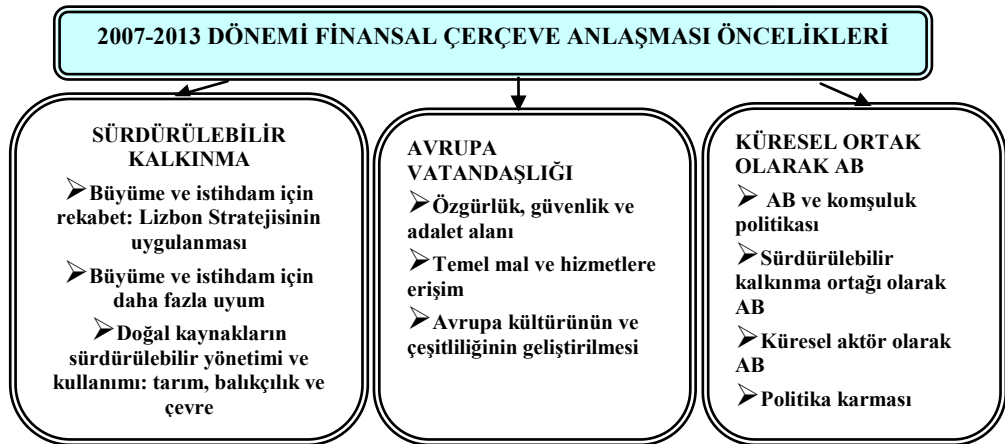 2007-2013 DÖNEMİ FİNANSAL ÇERÇEVE ANLAŞMASI ÖNCELİKLERİ
SÜRDÜRÜLEBİLİR
KALKINMA
➢Büyüme ve istihdam için
rekabet: Lizbon Stratejisinin
uygulanması
➢Büyüme ve istihdam için
daha fazla uyum
➢Doğal kaynakların
sürdürülebilir yönetimi ve
kullanımı: tarım, balıkçılık ve
çevre
AVRUPA
VATANDAŞLIĞI
➢Özgürlük, güvenlik ve
adalet alanı
➢Temel mal ve hizmetlere
erişim
➢Avrupa kültürünün ve
çeşitliliğinin geliştirilmesi
KÜRESEL ORTAK
OLARAK AB
➢ AB ve komşuluk
politikası
➢Sürdürülebilir
kalkınma ortağı olarak
AB
➢Küresel aktör olarak
AB
➢Politika karması